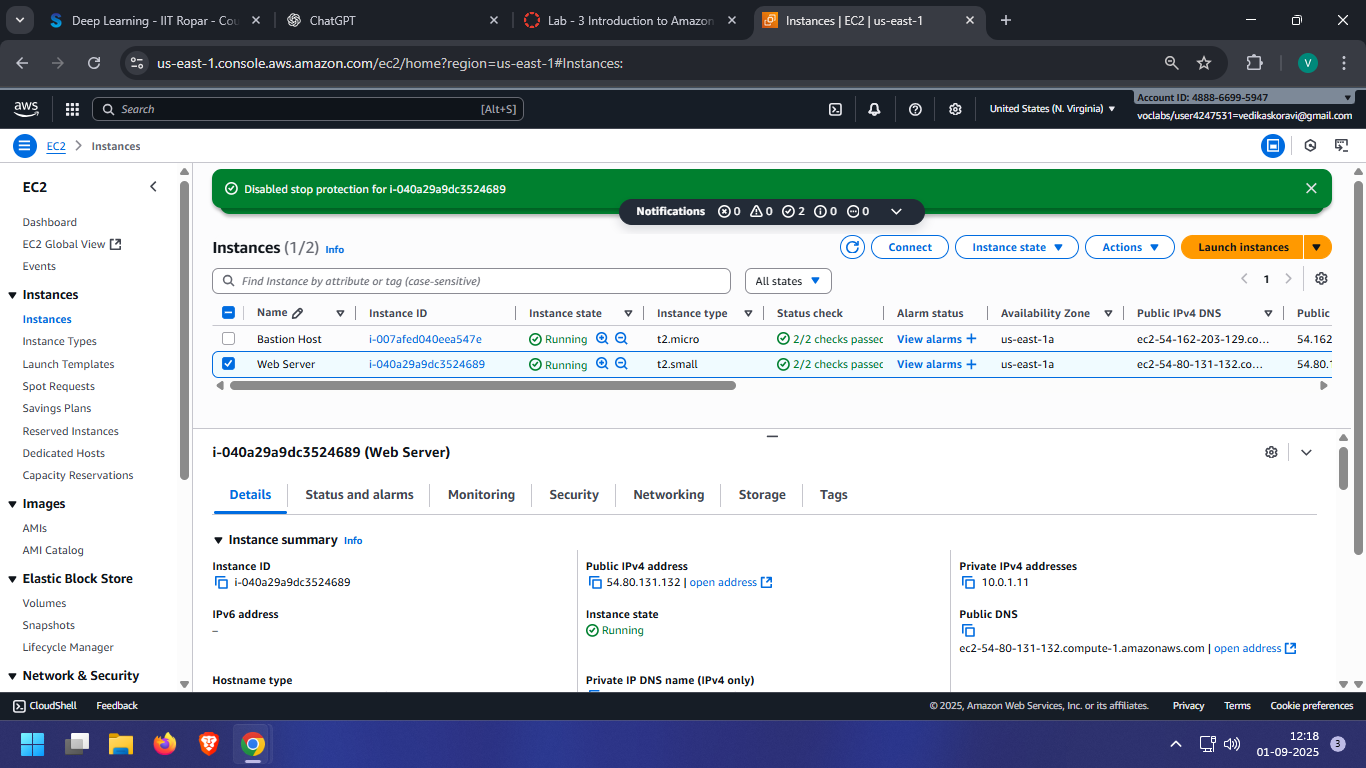 Deep Learning - IIT Ropar - Cou
ChatGPT
Lab - 3 Introduction to Amazon
Instances | EC2 | us-east-1
us-east-1.console.aws.amazon.com/ec2/home?region=us-east-1#Instances:
V
aws
Search
[Alt+S]
United States (N. Virginia)
Account ID: 4888-6699-5947
voclabs/user4247531=vedikaskoravi@gmail.com
EC2
Instances
EC2
Dashboard
EC2 Global View
Events
Instances
Instances
Instance Types
Launch Templates
Spot Requests
Savings Plans
Reserved Instances
Dedicated Hosts
Capacity Reservations
Images
AMIs
AMI Catalog
Elastic Block Store
Volumes
Snapshots
Lifecycle Manager
Network & Security
Disabled stop protection for i-040a29a9dc3524689
Notifications 0 0 2 0 0
Instances (1/2) Info
Connect
Instance state
Actions
Launch instances
Find Instance by attribute or tag (case-sensitive)
All states
1
Name Instance ID Instance state Instance type Status check Alarm status Availability Zone Public IPv4 DNS Public
Bastion Host i-007afed040eea547e Running t2.micro 2/2 checks passed View alarms + us-east-1a ec2-54-162-203-129.co... 54.162
Web Server i-040a29a9dc3524689 Running t2.small 2/2 checks passed View alarms + us-east-1a ec2-54-80-131-132.co... 54.80.
i-040a29a9dc3524689 (Web Server)
Details Status and alarms Monitoring Security Networking Storage Tags
Instance summary Info
Instance ID
i-040a29a9dc3524689
Public IPv4 address
54.80.131.132 | open address
Private IPv4 addresses
10.0.1.11
IPv6 address
–
Instance state
Running
Public DNS
ec2-54-80-131-132.compute-1.amazonaws.com | open address
Hostname type
Private IP DNS name (IPv4 only)
CloudShell
Feedback
© 2025, Amazon Web Services, Inc. or its affiliates.
Privacy
Terms
Cookie preferences
12:18
01-09-2025
3